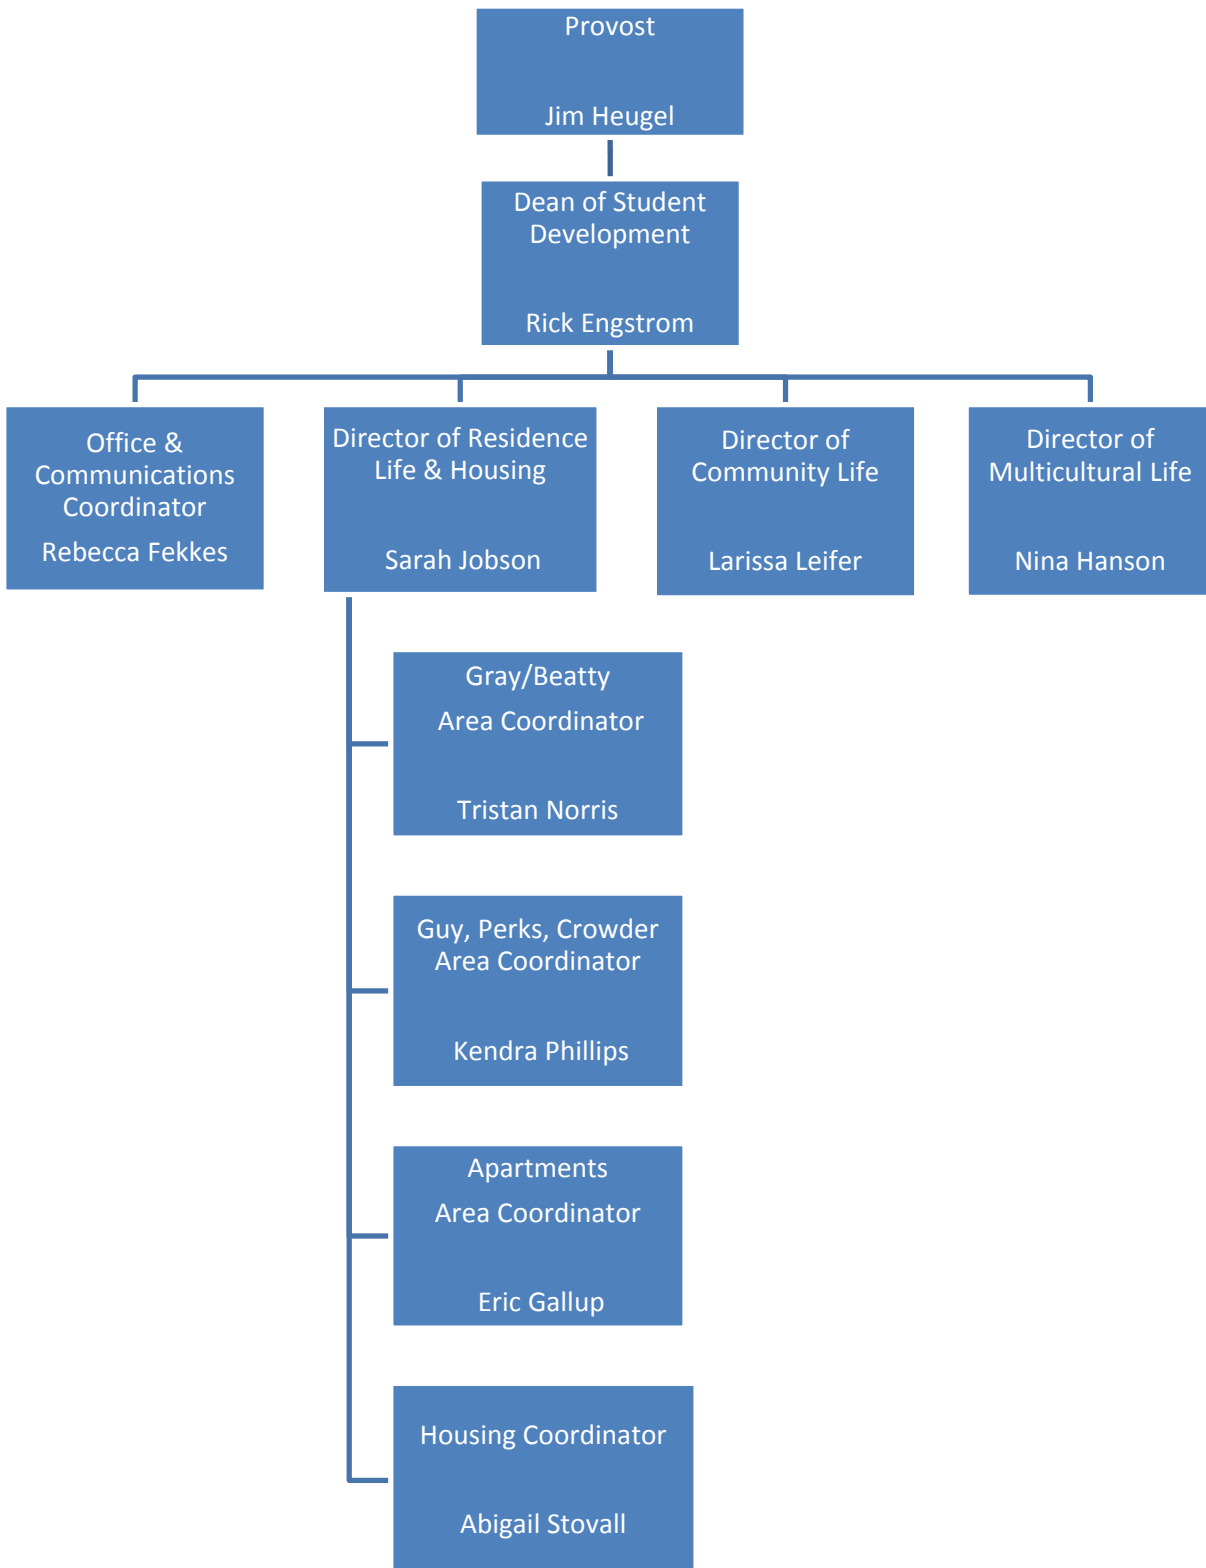 Provost
Jim Heugel
Dean of Student
Development
Rick Engstrom
Office &
Communications
Coordinator
Rebecca Fekkes
Director of Residence
Life & Housing
Sarah Jobson
Director of
Community Life
Larissa Leifer
Director of
Multicultural Life
Nina Hanson
Gray/Beatty
Area Coordinator
Tristan Norris
Guy, Perks, Crowder
Area Coordinator
Kendra Phillips
Apartments
Area Coordinator
Eric Gallup
Housing Coordinator
Abigail Stovall